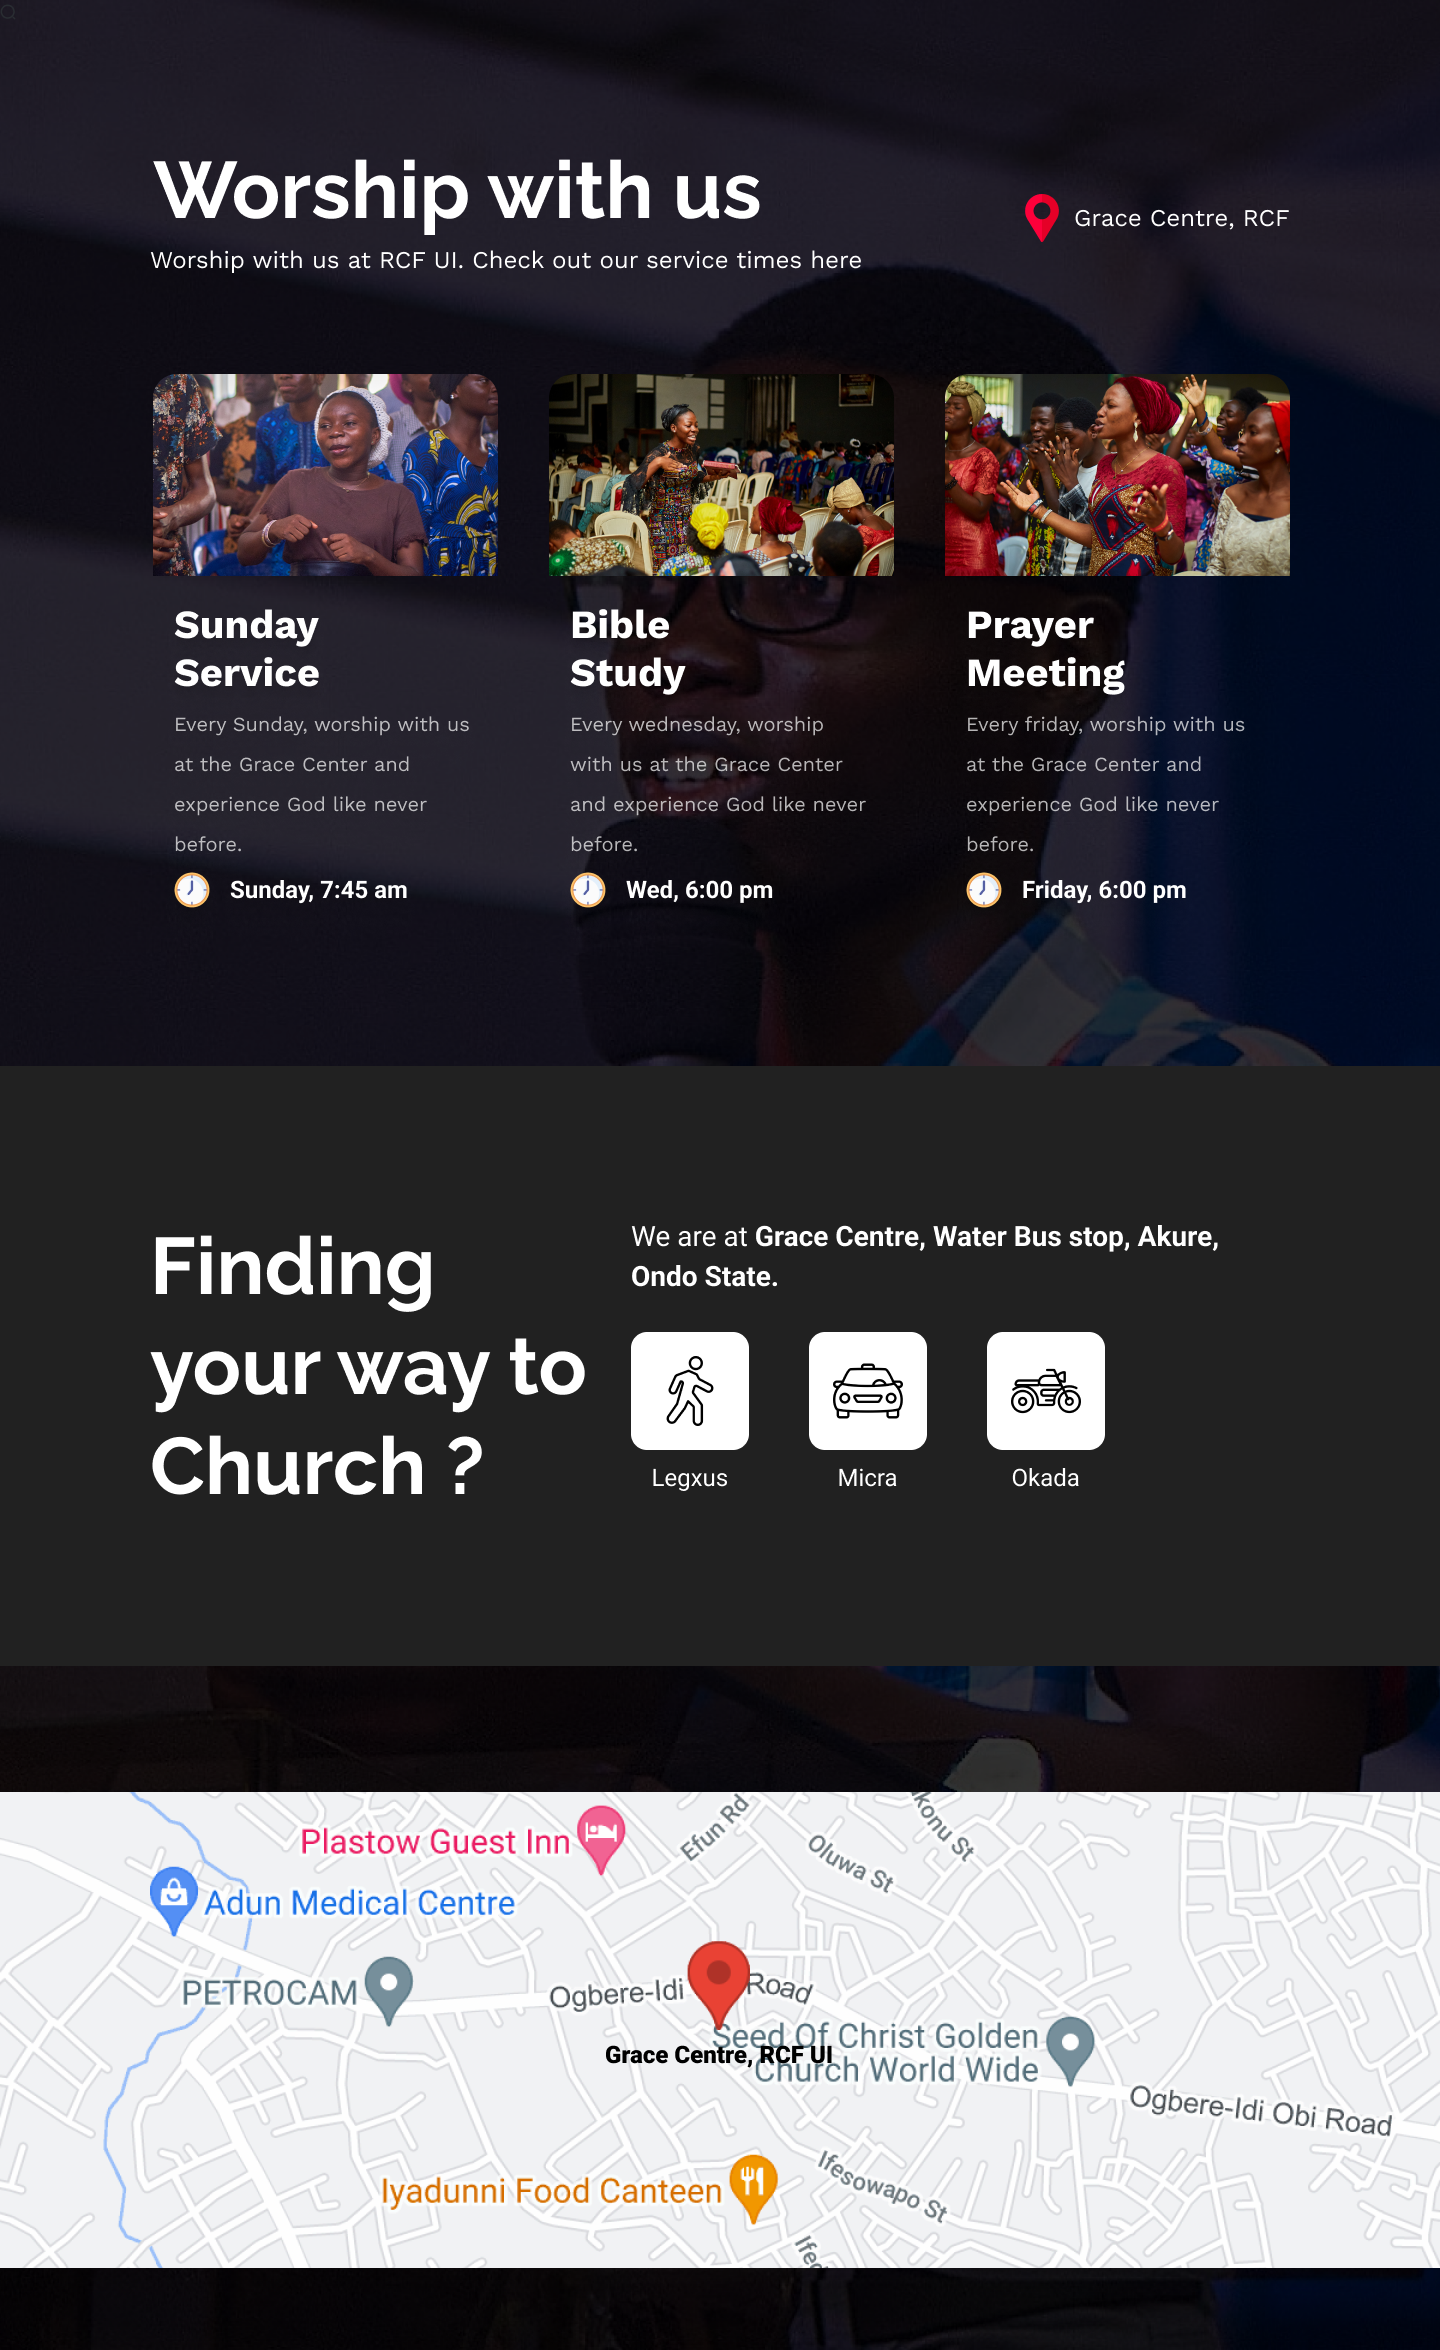 Worship with us
Worship with us at RCF UI. Check out our service times here
Grace Centre, RCF
Sunday
Service
Every Sunday, worship with us
at the Grace Center and
experience God like never
before.
Sunday, 7:45 am
Bible
Study
Every wednesday, worship
with us at the Grace Center
and experience God like never
before.
Wed, 6:00 pm
Prayer
Meeting
Every friday, worship with us
at the Grace Center and
experience God like never
before.
Friday, 6:00 pm
Finding
your way to
Church ?
We are at Grace Centre, Water Bus stop, Akure,
Ondo State.
Legxus
Micra
Okada
Plastow Guest Inn
Efun Rd
Oluwa St
St
Adun Medical Centre
PETROCAM
Ogbere-Idi
Road
Seed Of Christ Golden
Church World Wide
Grace Centre, RCF UI
Ogbere-Idi Obi Road
Iyadunni Food Canteen
Ifesowapo St